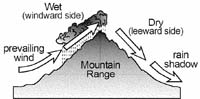 Wet
(windward side)
Dry
(leeward side)
prevailing
wind
Mountain
Range
rain
shadow